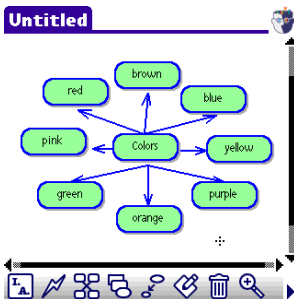 Untitled
brown
red
blue
pink
Colors
yellow
green
purple
orange